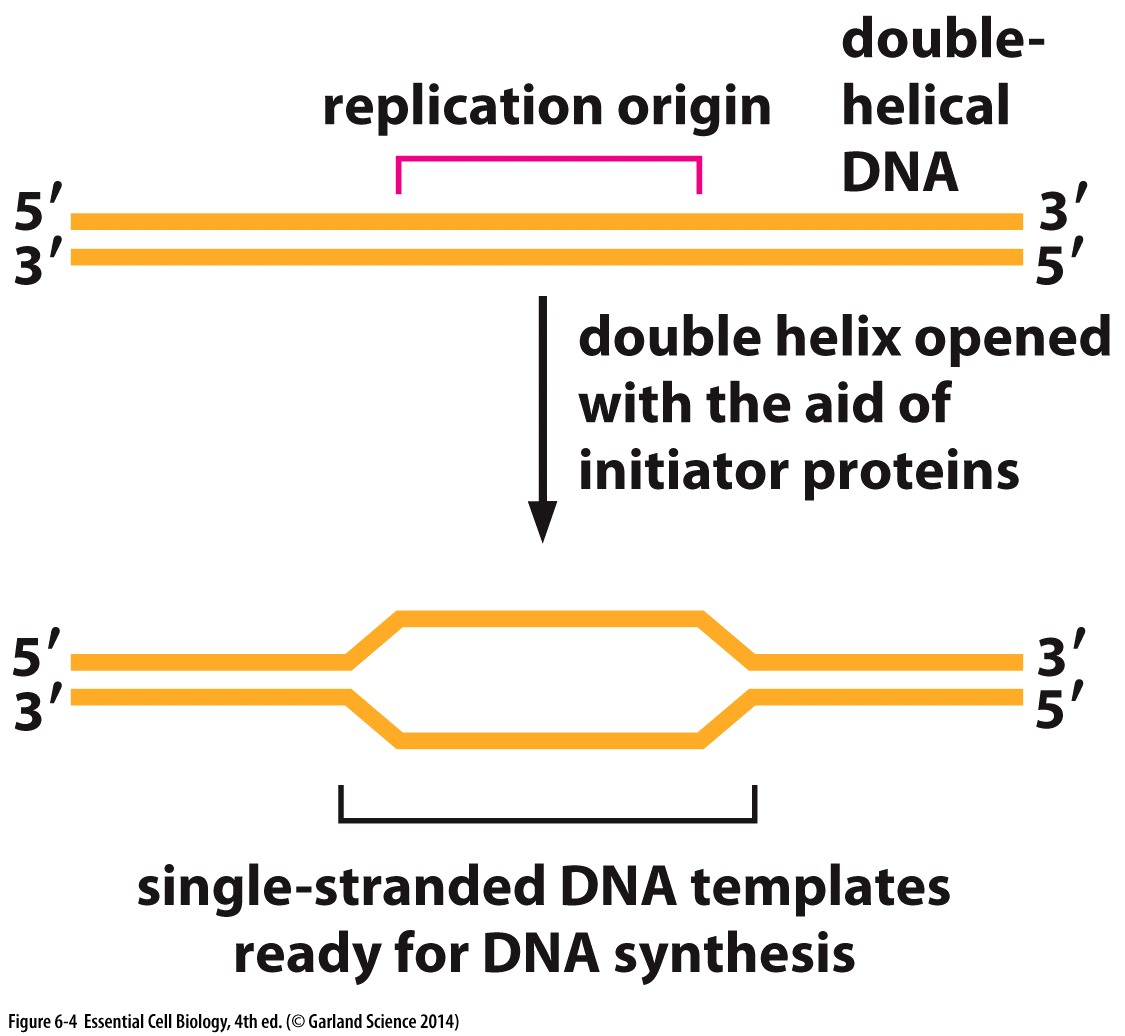 double-
helical
DNA
replication origin
5′
3′
3′
5′
double helix opened
with the aid of
initiator proteins
5′
3′
3′
5′
single-stranded DNA templates
ready for DNA synthesis
Figure 6-4 Essential Cell Biology, 4th ed. (© Garland Science 2014)